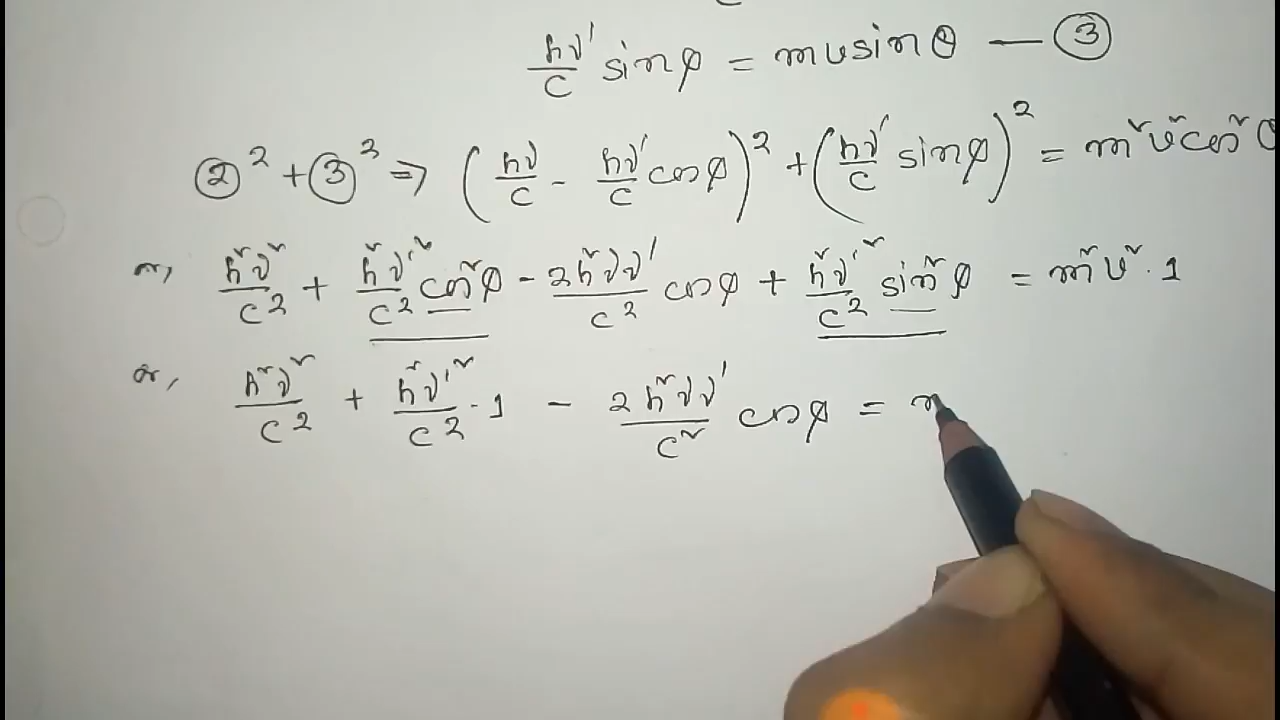 hν'/c sinφ = mv sinθ — ③
②² + ③² ⇒ (hν/c - hν'/c cosφ)² + (hν'/c sinφ)² = m²v²cos²θ
or, h²ν²/c² + h²ν'²/c² cos²φ - 2h²νν'/c² cosφ + h²ν'²/c² sin²φ = m²v².1
or, h²ν²/c² + h²ν'²/c² .1 - 2h²νν'/c² cosφ =